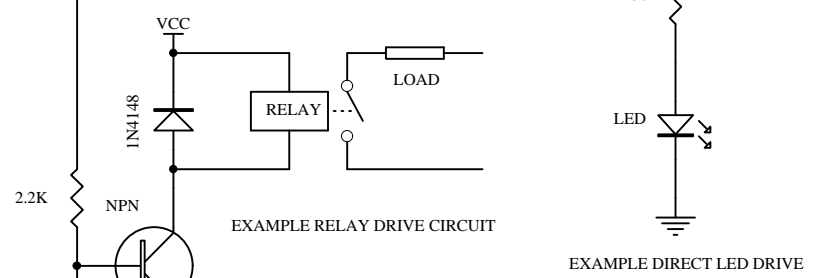 VCC
LOAD
1N4148
RELAY
LED
2.2K
NPN
EXAMPLE RELAY DRIVE CIRCUIT
EXAMPLE DIRECT LED DRIVE